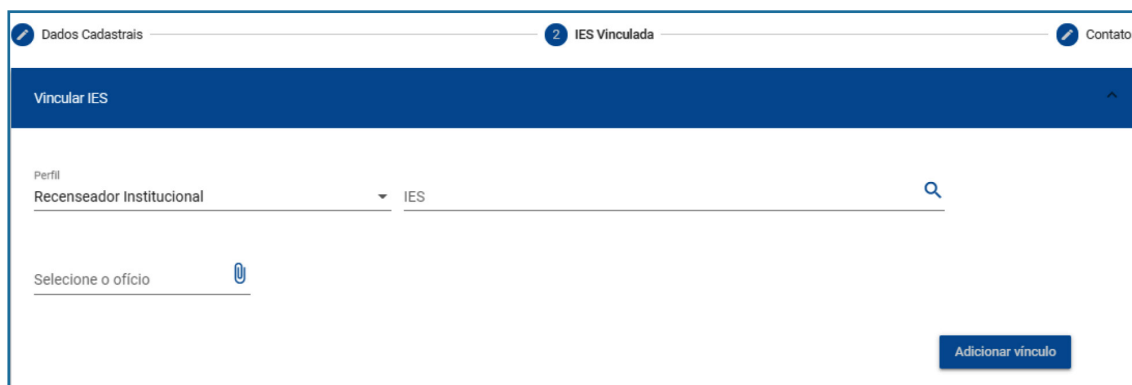 Dados Cadastrais
2 IES Vinculada
Contato
Vincular IES
Perfil
Recenseador Institucional
IES
Selecione o ofício
Adicionar vínculo